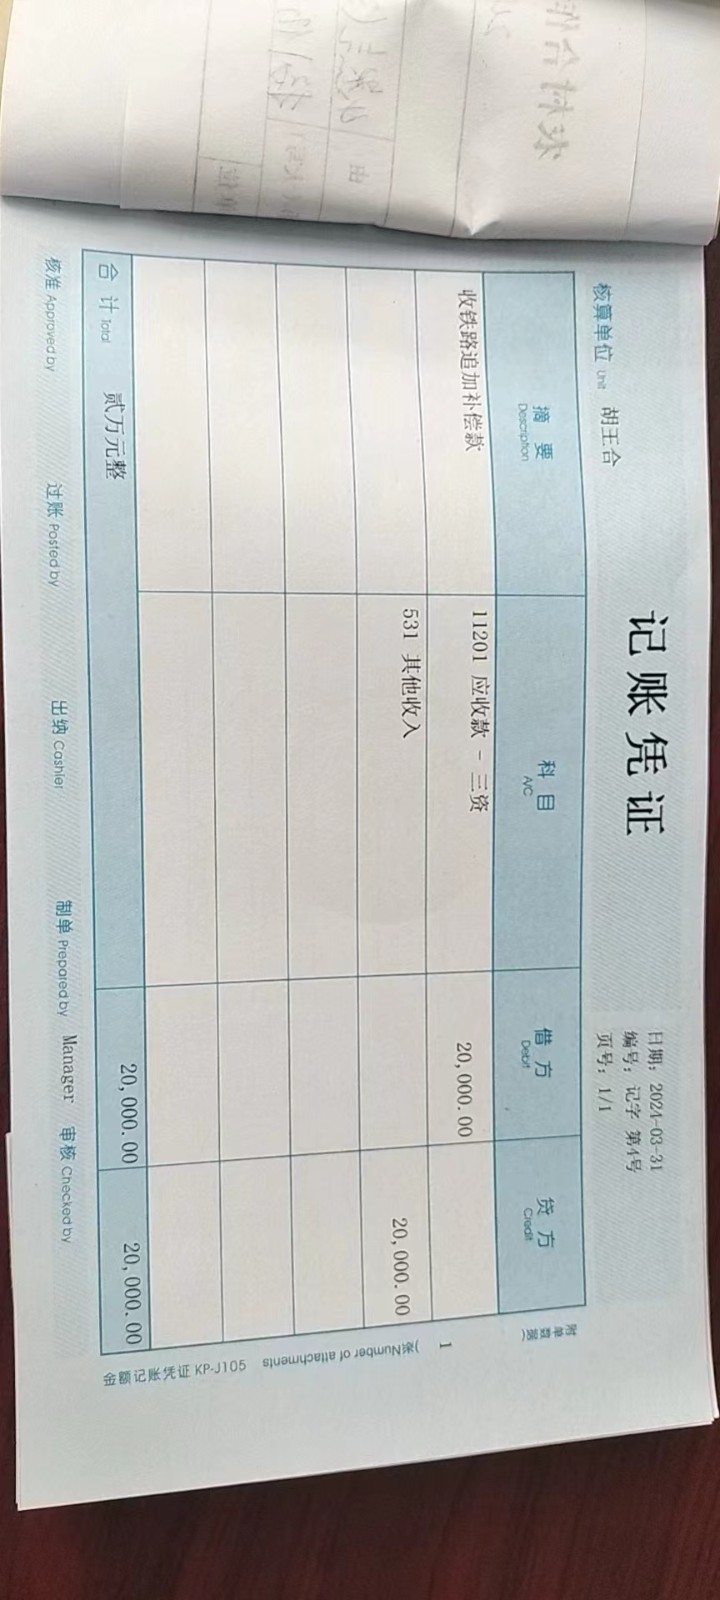 记账凭证
日期: 2024-03-31
编号: 记字 第4号
页号: 1/1
核算单位 Unit 胡王合
摘要 Description 科目 A/C 借方 Debit 贷方 Credit
收铁路追加补偿款 11201 应收款 - 三资 20,000.00
531 其他收入 20,000.00
合计 Total 贰万元整 20,000.00 20,000.00
附单据数( 1 张 Number of attachments)
核准 Approved by 过账 Posted by 出纳 Cashier 制单 Prepared by Manager 审核 Checked by
金额记账凭证 KP-J105